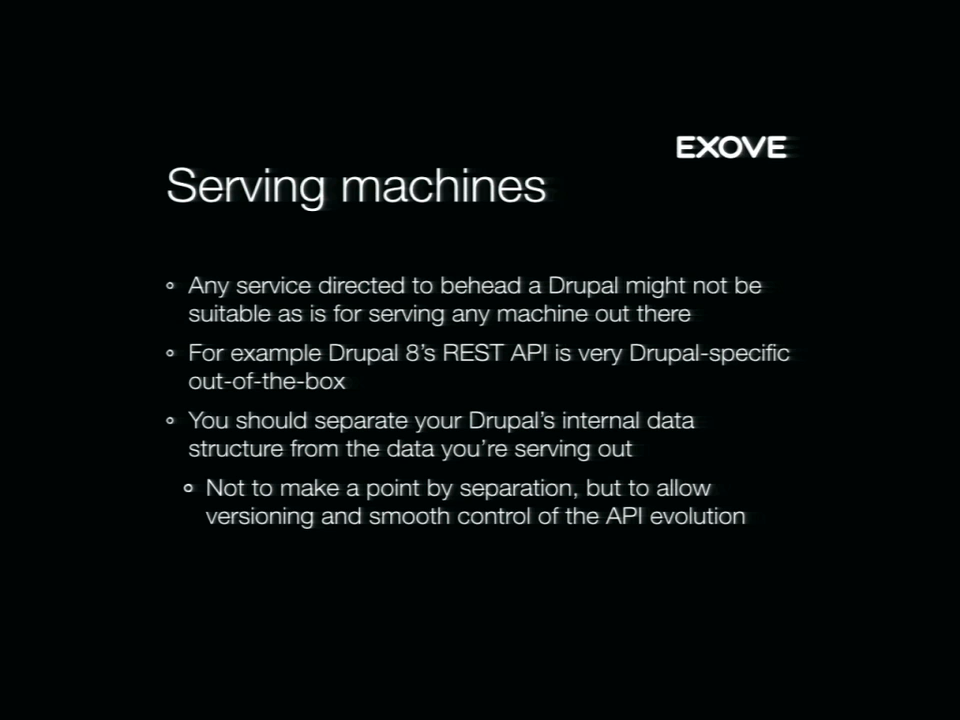 EXOVE
Serving machines
Any service directed to behead a Drupal might not be
suitable as is for serving any machine out there
For example Drupal 8’s REST API is very Drupal-specific
out-of-the-box
You should separate your Drupal’s internal data
structure from the data you’re serving out
Not to make a point by separation, but to allow
versioning and smooth control of the API evolution